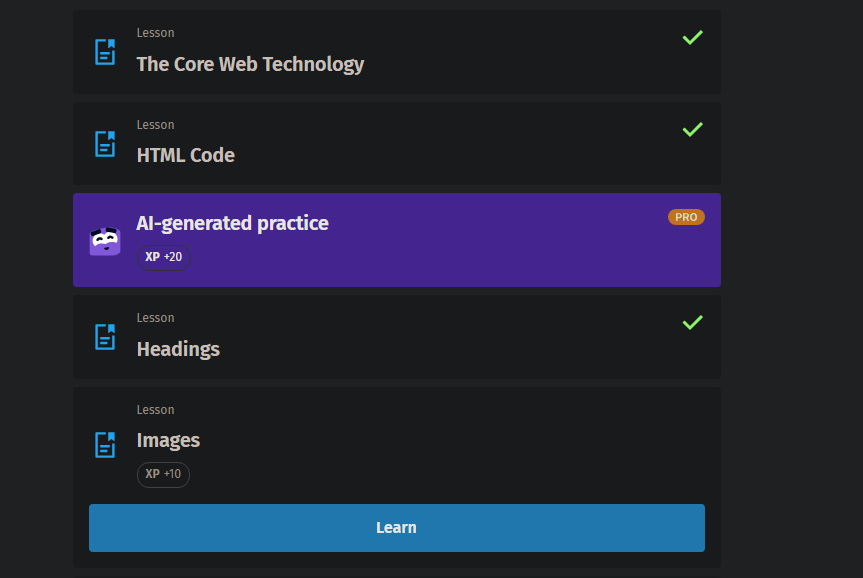 Lesson
The Core Web Technology
Lesson
HTML Code
AI-generated practice
PRO
XP +20
Lesson
Headings
Lesson
Images
XP +10
Learn